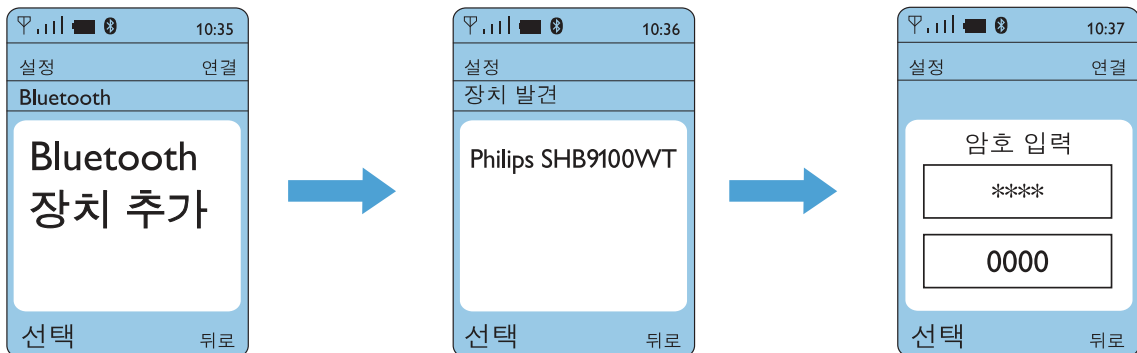 10:35
설정 연결
Bluetooth
Bluetooth
장치 추가
선택 뒤로
10:36
설정
장치 발견
Philips SHB9100WT
선택 뒤로
10:37
설정 연결
암호 입력
****
0000
선택 뒤로